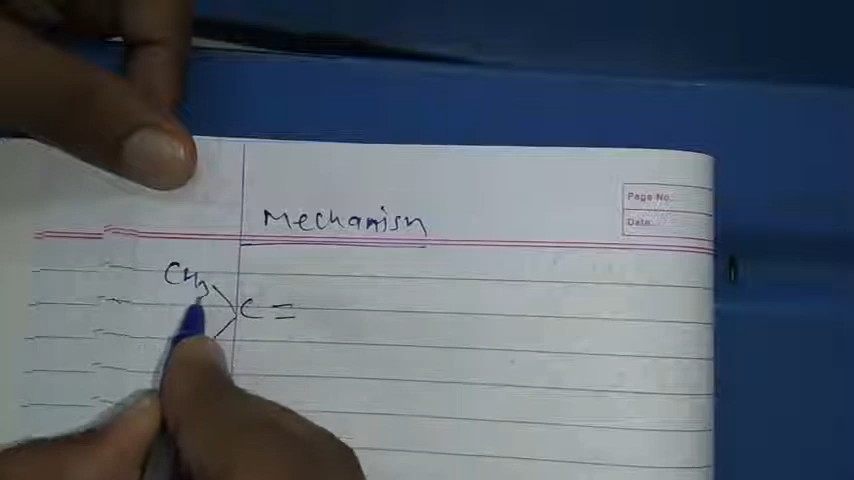 Page No.
Date
Mechanism
CH3
C =